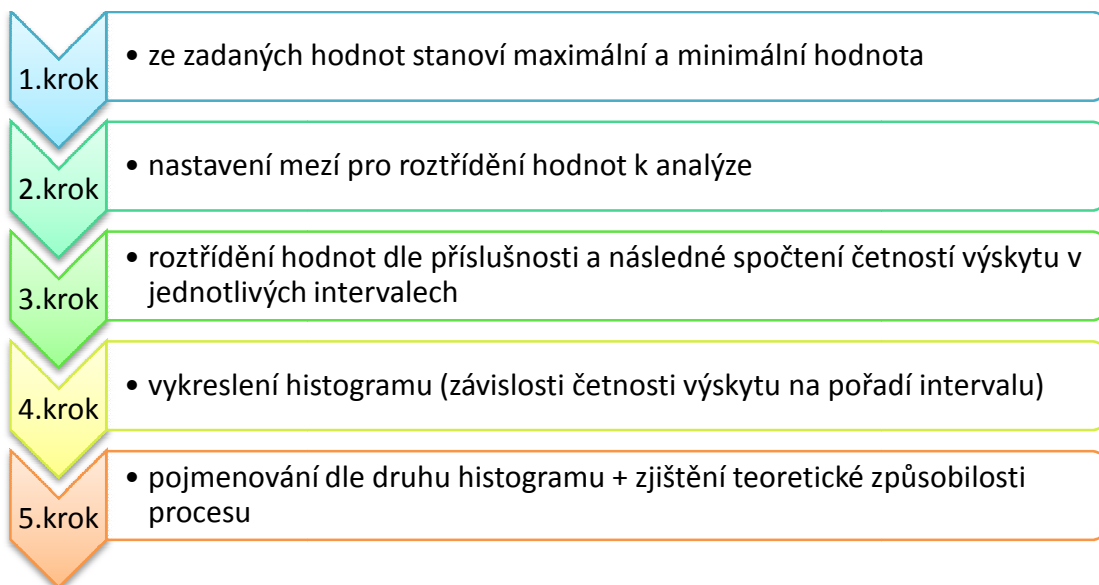 1.krok
• ze zadaných hodnot stanoví maximální a minimální hodnota
2.krok
• nastavení mezí pro roztřídění hodnot k analýze
3.krok
• roztřídění hodnot dle příslušnosti a následné spočtení četností výskytu v
jednotlivých intervalech
4.krok
• vykreslení histogramu (závislosti četnosti výskytu na pořadí intervalu)
5.krok
• pojmenování dle druhu histogramu + zjištění teoretické způsobilosti
procesu